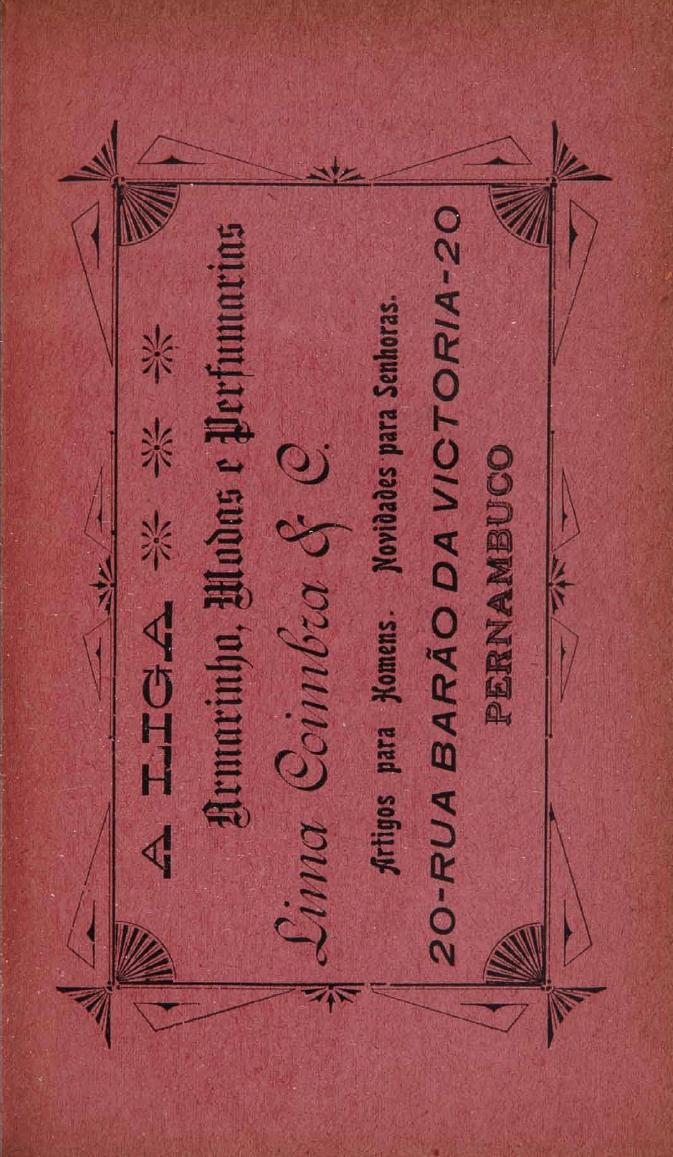 A LIGA
Armarinho, Modas e Perfumarias
Lima Coimbra & C.
Artigos para Homens. Novidades para Senhoras.
20-RUA BARÃO DA VICTORIA-20
PERNAMBUCO